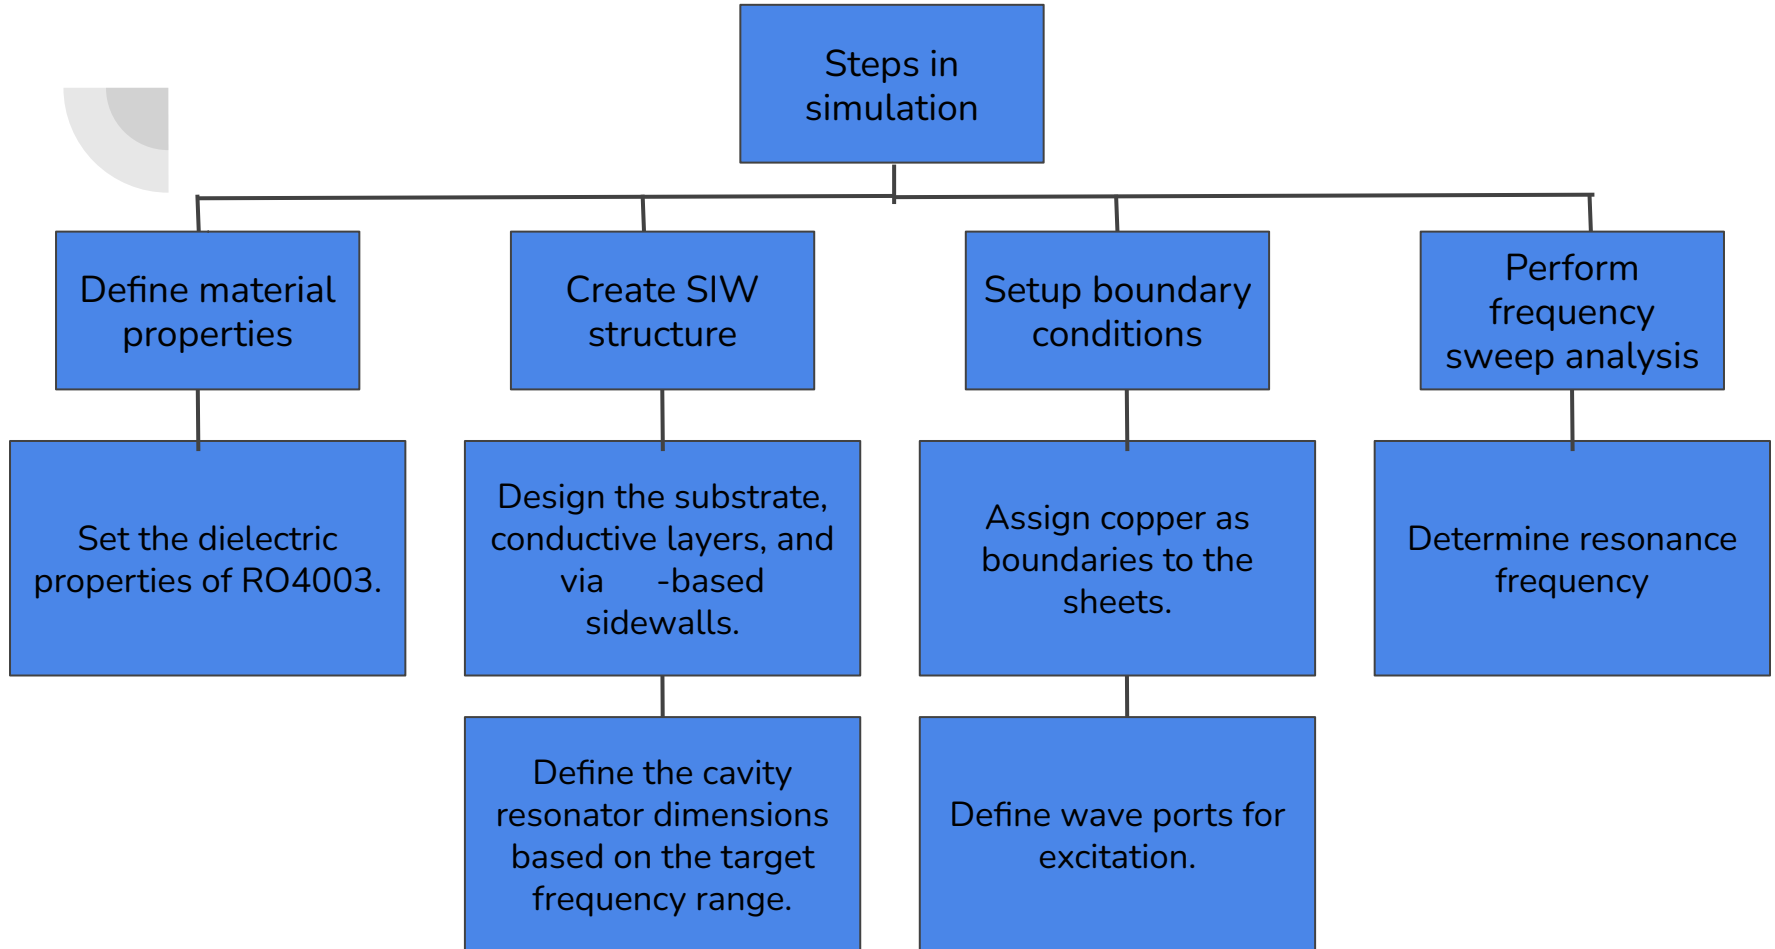 Steps in
simulation
Define material
properties
Create SIW
structure
Setup boundary
conditions
Perform
frequency
sweep analysis
Set the dielectric
properties of RO4003.
Design the substrate,
conductive layers, and
via -based
sidewalls.
Assign copper as
boundaries to the
sheets.
Determine resonance
frequency
Define the cavity
resonator dimensions
based on the target
frequency range.
Define wave ports for
excitation.